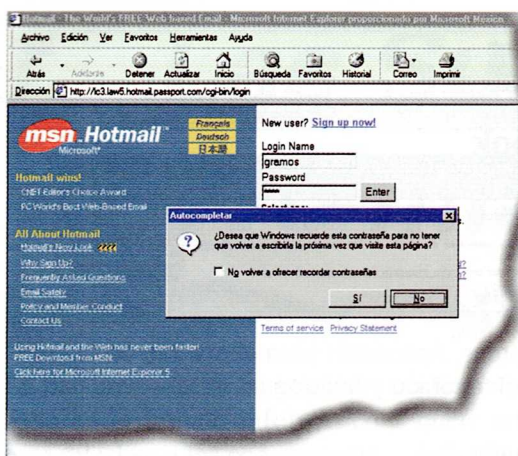 Hotmail - The World's FREE Web-based Email - Microsoft Internet Explorer proporcionado por Microsoft México
Archivo Edición Ver Favoritos Herramientas Ayuda
Atrás Adelante Detener Actualizar Inicio Búsqueda Favoritos Historial Correo Imprimir
Dirección http://lc3.law5.hotmail.passport.com/cgi-bin/login
msn Hotmail™
Microsoft®
Français
Deutsch
日本語
Hotmail wins!
CNET Editor's Choice Award
PC World's Best Web-Based Email
All About Hotmail
Hotmail's New Look
Why Sign Up?
Frequently Asked Questions
Email Safety
Policy and Member Conduct
Contact Us
Using Hotmail and the Web has never been faster!
FREE Download from MSN:
Click here for Microsoft Internet Explorer 5
New user? Sign up now!
Login Name
jgramos
Password
****
Enter
Autocompletar
¿Desea que Windows recuerde esta contraseña para no tener
que volver a escribirla la próxima vez que visite esta página?
No volver a ofrecer recordar contraseñas
Sí No
Terms of service Privacy Statement